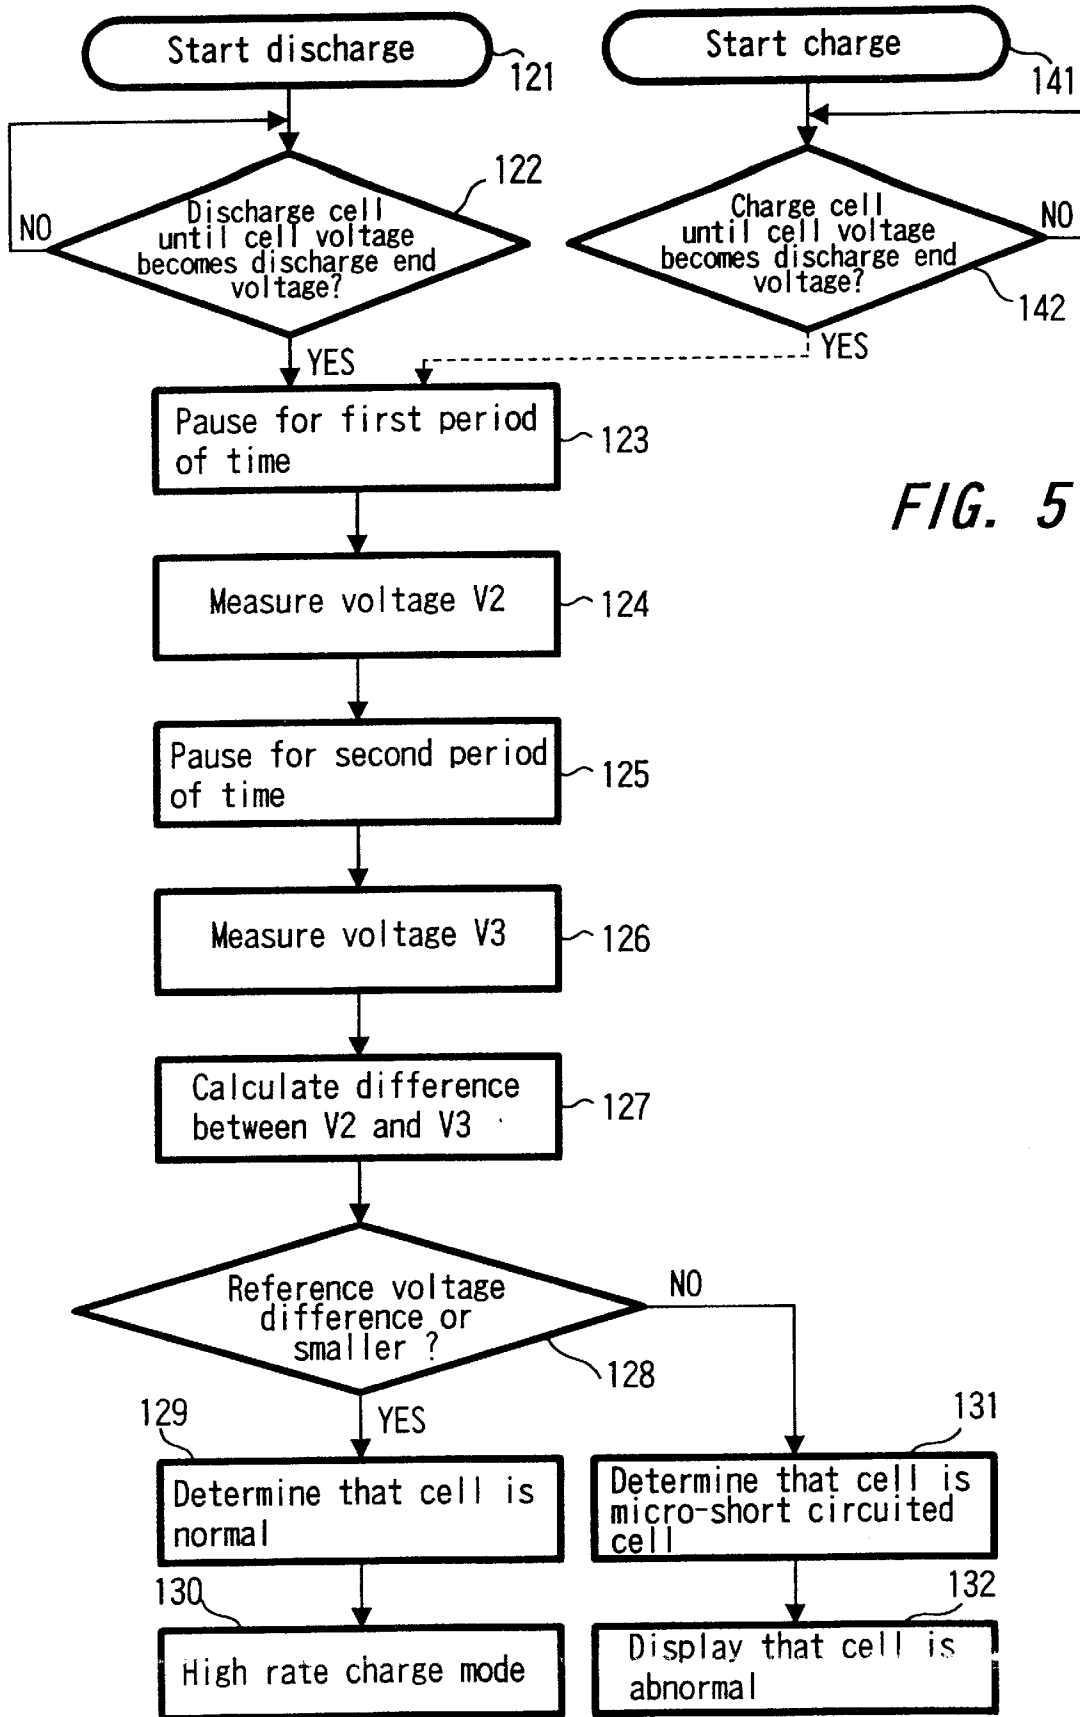 Start discharge
121
Start charge
141
122
NO
Discharge cell
until cell voltage
becomes discharge end
voltage?
Charge cell
until cell voltage
becomes discharge end
voltage?
NO
142
YES
YES
Pause for first period
of time
123
FIG. 5
Measure voltage V2
124
Pause for second period
of time
125
Measure voltage V3
126
Calculate difference
between V2 and V3
127
Reference voltage
difference or
smaller ?
NO
128
YES
129
131
Determine that cell is
normal
Determine that cell is
micro-short circuited
cell
130
132
High rate charge mode
Display that cell is
abnormal